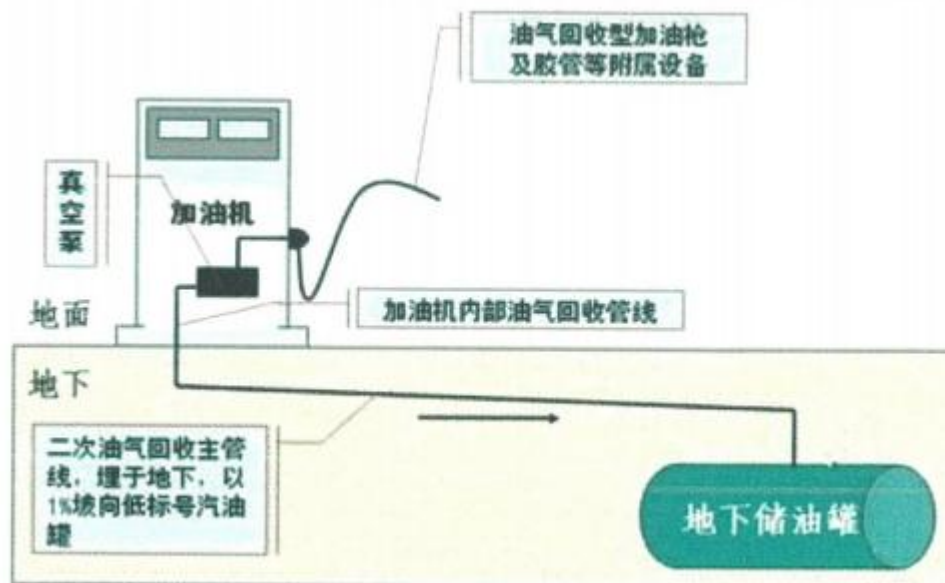 油气回收型加油枪
及胶管等附属设备
真
空
泵
加油机
加油机内部油气回收管线
地面
地下
二次油气回收主管
线，埋于地下，以
1%坡向低标号汽油
罐
地下储油罐